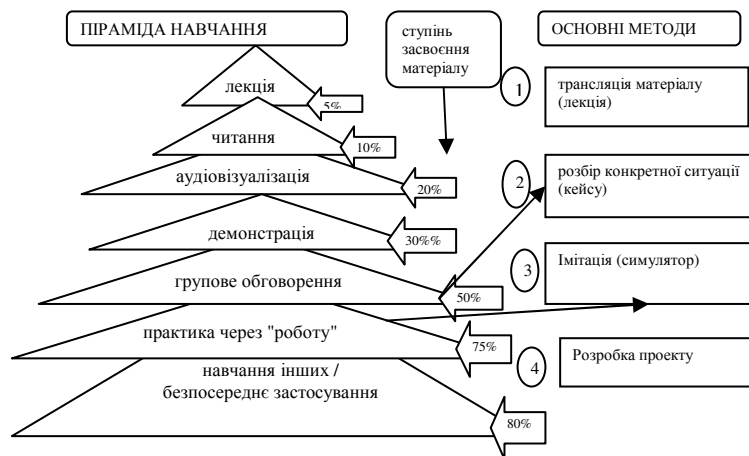 ПІРАМІДА НАВЧАННЯ
лекція
5%
читання
10%
аудіовізуалізація
20%
демонстрація
30%%
групове обговорення
50%
практика через "роботу"
75%
навчання інших /
безпосереднє застосування
80%
ступінь
засвоєння
матеріалу
ОСНОВНІ МЕТОДИ
1
трансляція матеріалу
(лекція)
2
розбір конкретної ситуації
(кейсу)
3
Імітація (симулятор)
4
Розробка проекту